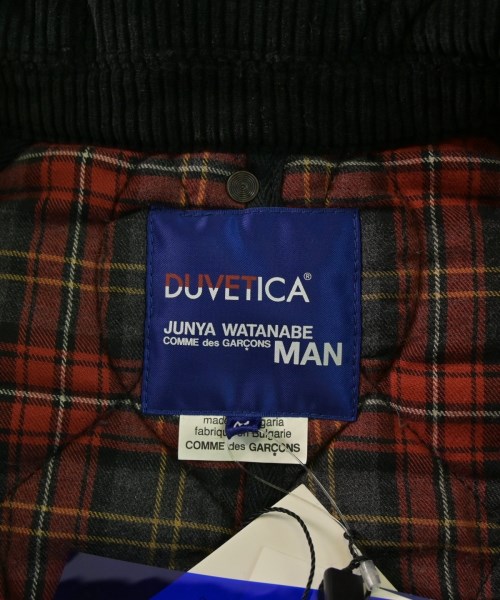 DUVETICA®
JUNYA WATANABE
COMME des GARÇONS MAN
M
made in Bulgaria
fabriqué en Bulgarie
COMME des GARÇONS